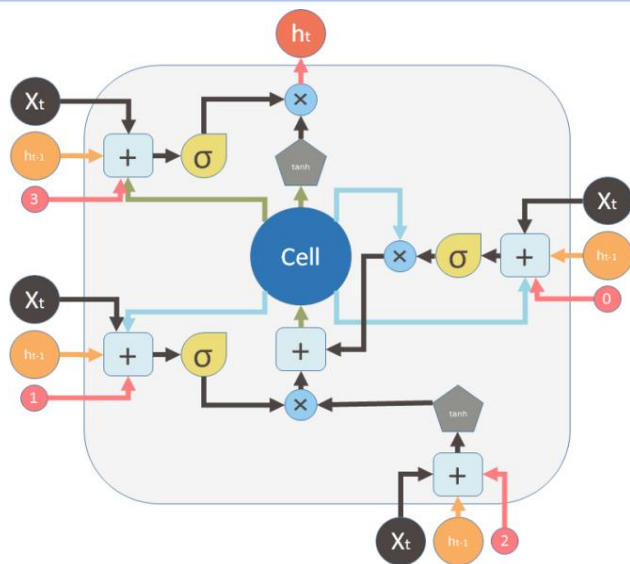 hₜ
×
Xₜ
hₜ₋₁
+
σ
tanh
3
Xₜ
Cell
×
σ
+
hₜ₋₁
0
Xₜ
hₜ₋₁
+
σ
+
1
×
tanh
+
Xₜ
hₜ₋₁
2